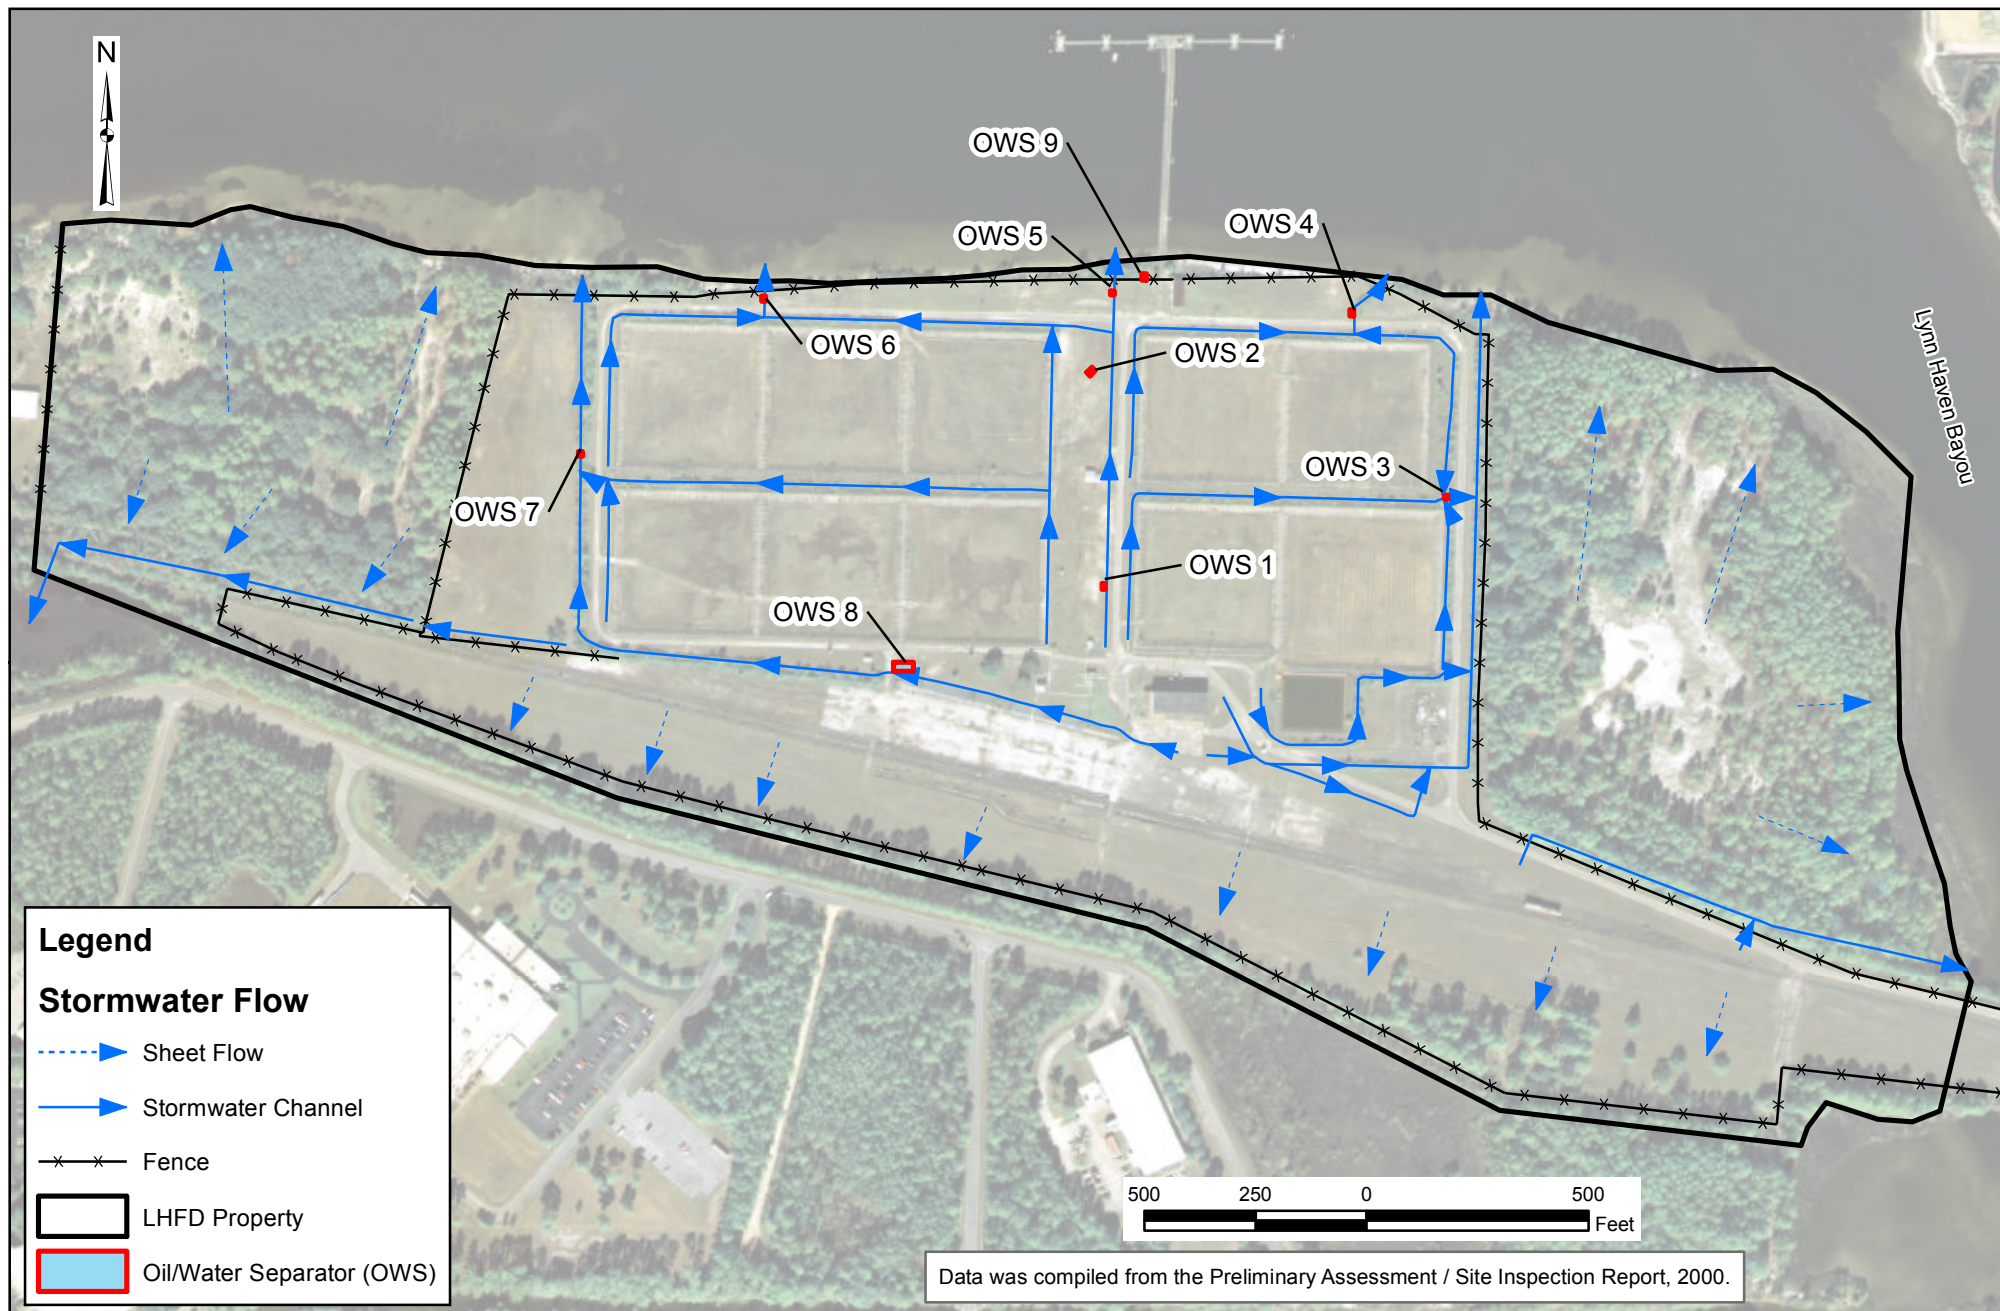 N
OWS 9
OWS 5
OWS 4
OWS 6
OWS 2
Lynn Haven Bayou
OWS 3
OWS 7
OWS 1
OWS 8
Legend
Stormwater Flow
Sheet Flow
Stormwater Channel
Fence
LHFD Property
Oil/Water Separator (OWS)
500 250 0 500
Feet
Data was compiled from the Preliminary Assessment / Site Inspection Report, 2000.